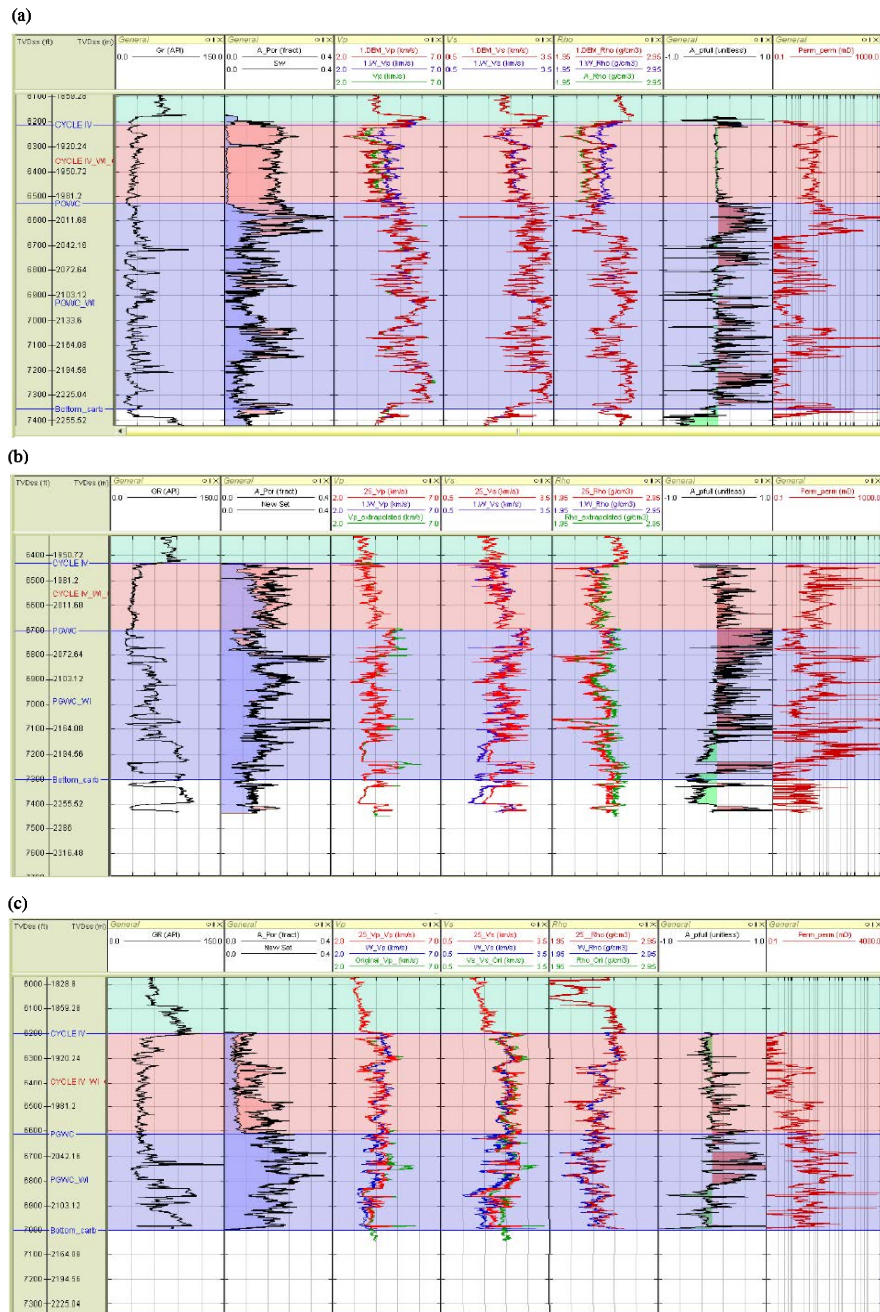 (a)
General General Vp Vs Rho General General
TVDss (ft) TVDss (m) Gr (API) A_Por (fract) 1.DEM_Vp (km/s) 1.DEM_Vs (km/s) 1.DEM_Rho (g/cm3) A_pfull (unitless) Perm_perm (mD)
0.0 150.0 0.0 0.4 2.0 7.0 0.5 3.5 1.95 2.95 -1.0 1.0 0.1 1000.0
Sw 1.W_Vs (km/s) 1.W_Vs (km/s) 1.W_Rho (g/cm3)
0.0 0.4 2.0 7.0 0.5 3.5 1.95 2.95
Vp (km/s) A_Rho (g/cm3)
2.0 7.0 1.95 2.95
6100 1859.28
6200 CYCLE IV
6300 1920.24
CYCLE IV_WI
6400 1950.72
6500 1981.2
POWC
6600 2011.68
6700 2042.16
6800 2072.64
6900 2103.12
POWC_WI
7000 2133.6
7100 2164.08
7200 2194.56
7300 2225.04
Bottom_carb
7400 2255.52
(b)
General General Vp Vs Rho General General
TVDss (ft) TVDss (m) GR (API) A_Por (fract) 25_Vp (km/s) 25_Vs (km/s) 25_Rho (g/cm3) A_pfull (unitless) Perm_perm (mD)
0.0 150.0 0.0 0.4 2.0 7.0 0.5 3.5 1.95 2.95 -1.0 1.0 0.1 1000.0
New Set 1.W_Vp (km/s) 1.W_Vs (km/s) 1.W_Rho (g/cm3)
0.0 0.4 2.0 7.0 0.5 3.5 1.95 2.95
Vp_extrapolated (km/s) Rho_extrapolated (g/cm3)
2.0 7.0 1.95 2.95
6400 1950.72
CYCLE IV
6500 1981.2
CYCLE IV_WI
6600 2011.68
6700 PGWC
6800 2072.64
6900 2103.12
PGWC_WI
7000
7100 2164.08
7200 2194.56
7300 Bottom_carb
7400 2255.52
7500 2286
7600 2316.48
(c)
General General Vp Vs Rho General General
TVDss (ft) TVDss (m) GR (API) A_Por (fract) 25_Vp_Vs (km/s) 25_Vs (km/s) 25_Rho (g/cm3) A_pfull (unitless) Perm_perm (mD)
0.0 150.0 0.0 0.4 2.0 7.0 0.5 3.5 1.95 2.95 -1.0 1.0 0.1 4000.0
New Set W_Vs (km/s) W_Vs (km/s) W_Rho (g/cm3)
0.0 0.4 2.0 7.0 0.5 3.5 1.95 2.95
Original_Vp_ (km/s) Vs_Vs_Ori (km/s) Rho_Ori (g/cm3)
2.0 7.0 0.5 3.5 1.95 2.95
6000 1828.8
6100 1859.28
6200 CYCLE IV
6300 1920.24
6400 CYCLE IV_WI
6500 1981.2
6600 PGWC
6700 2042.16
6800 PGWC_WI
6900 2103.12
7000 Bottom_carb
7100 2164.08
7200 2194.56
7300 2225.04